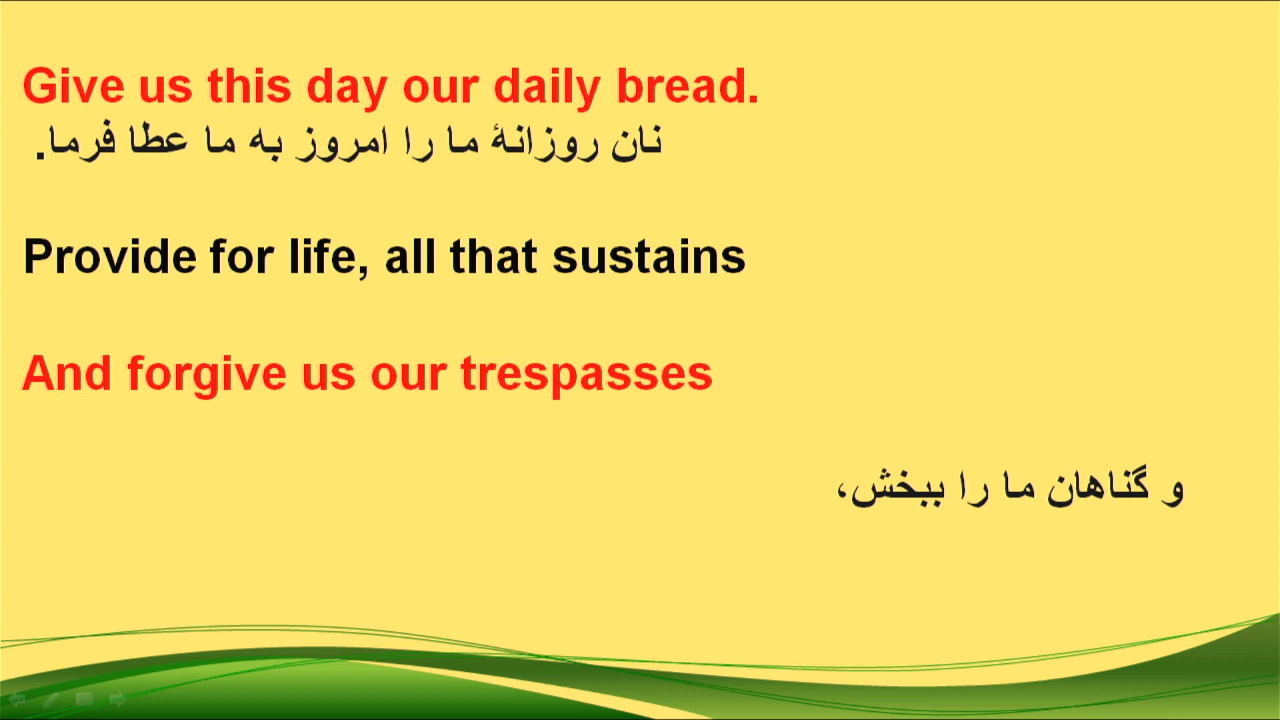 Give us this day our daily bread.
نان روزانهٔ ما را امروز به ما عطا فرما.
Provide for life, all that sustains
And forgive us our trespasses
و گناهان ما را ببخش،